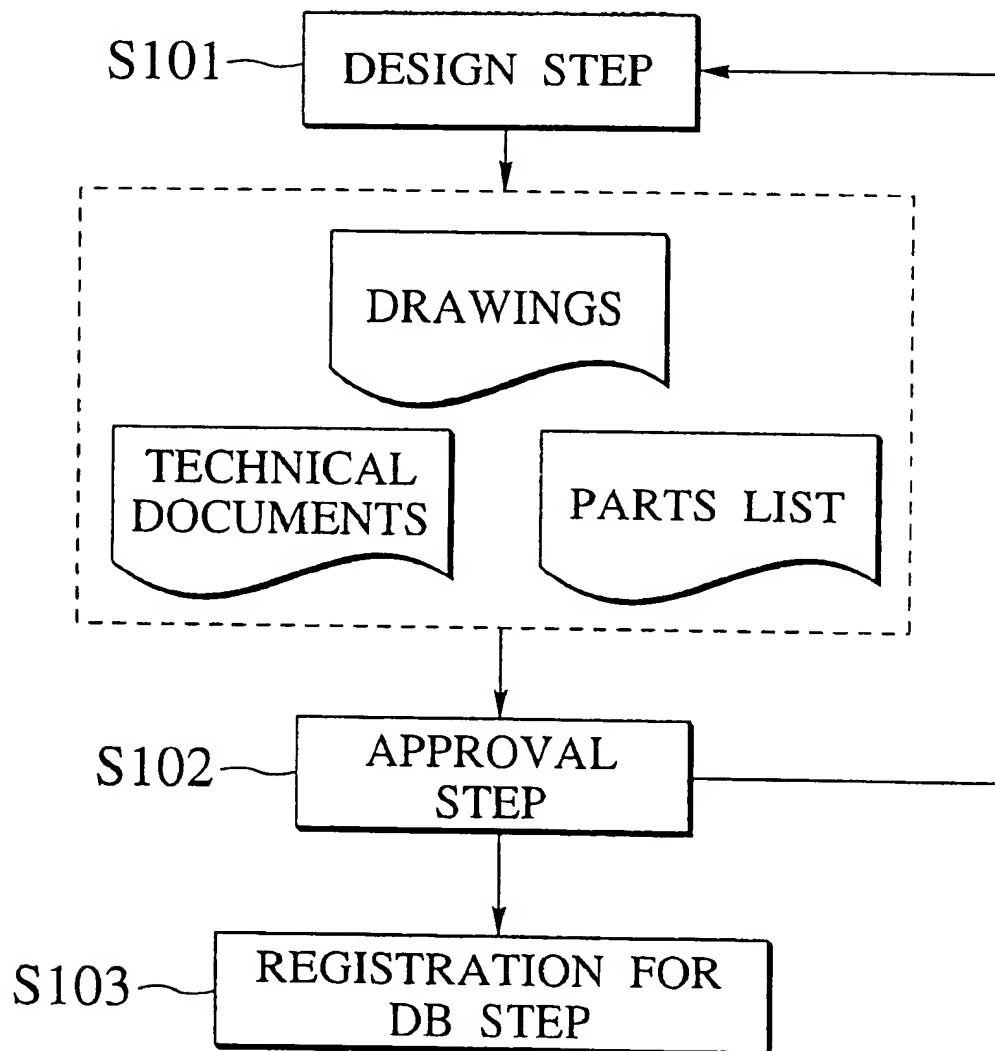 S101
DESIGN STEP
DRAWINGS
TECHNICAL
DOCUMENTS
PARTS LIST
S102
APPROVAL
STEP
S103
REGISTRATION FOR
DB STEP